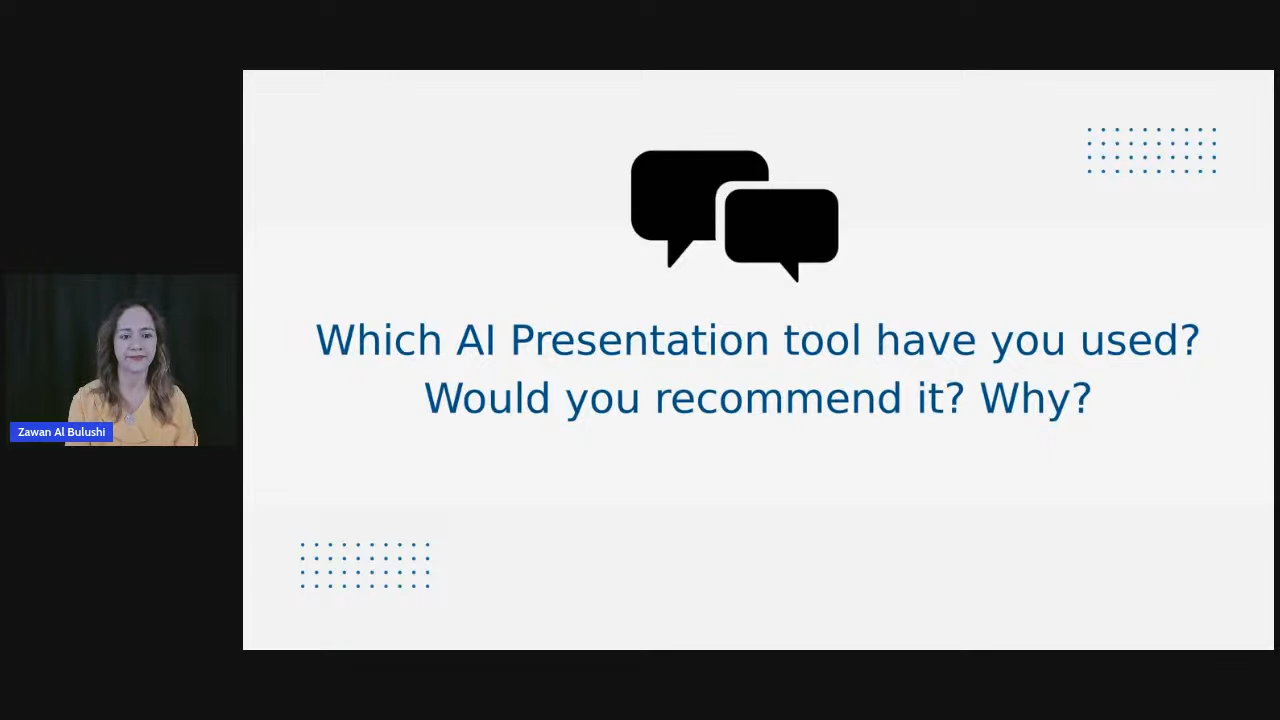 Which AI Presentation tool have you used?
Would you recommend it? Why?
Zawan Al Bulushi